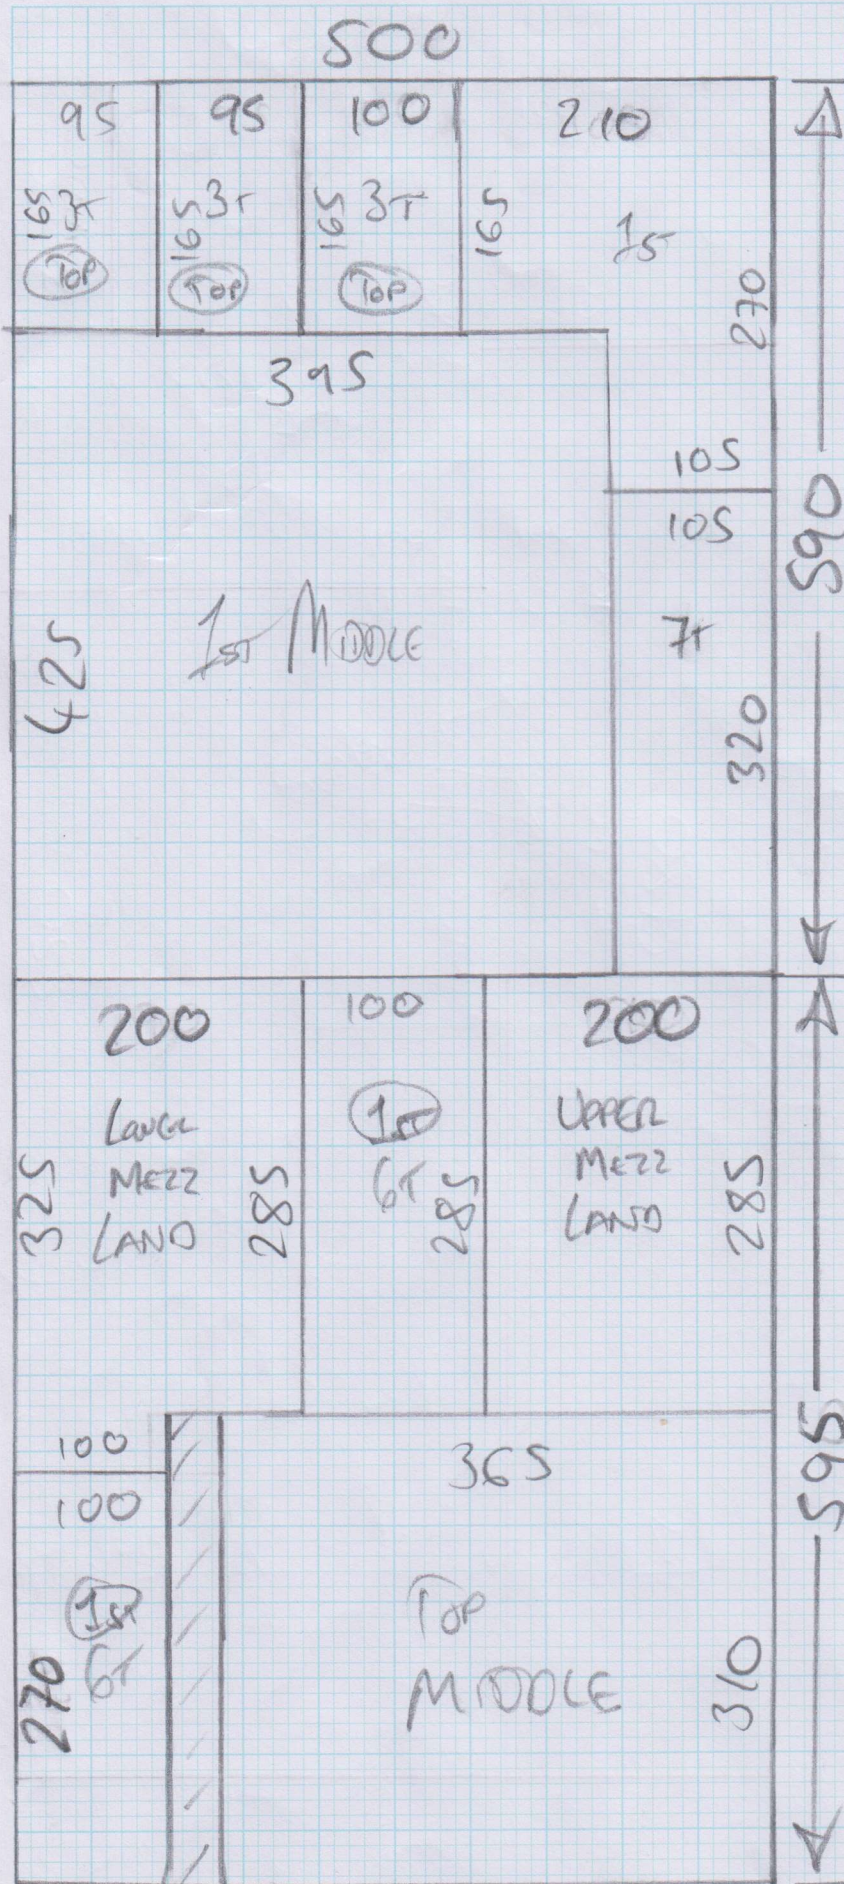 500
95
95
100
210
165
3T
TOP
165
3T
TOP
165
3T
TOP
165
1ST
270
105
590
395
1ST MIDDLE
425
105
7T
320
200
LOWER
MEZZ
LAND
325
285
100
1ST
6T
285
200
UPPER
MEZZ
LAND
285
595
100
100
1ST
6T
270
365
TOP
MIDDLE
310